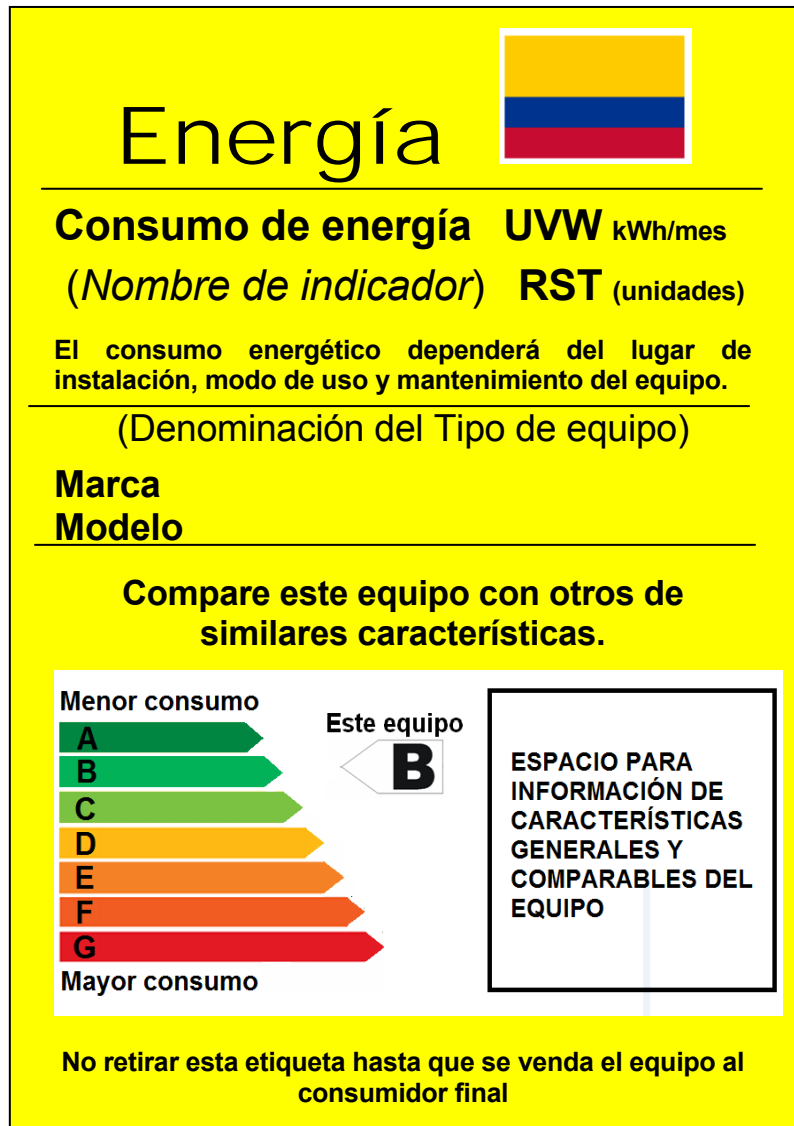 Energía
Consumo de energía UVW kWh/mes
(Nombre de indicador) RST (unidades)
El consumo energético dependerá del lugar de
instalación, modo de uso y mantenimiento del equipo.
(Denominación del Tipo de equipo)
Marca
Modelo
Compare este equipo con otros de
similares características.
Menor consumo
A
B
C
D
E
F
G
Mayor consumo
Este equipo
B
ESPACIO PARA
INFORMACIÓN DE
CARACTERÍSTICAS
GENERALES Y
COMPARABLES DEL
EQUIPO
No retirar esta etiqueta hasta que se venda el equipo al
consumidor final